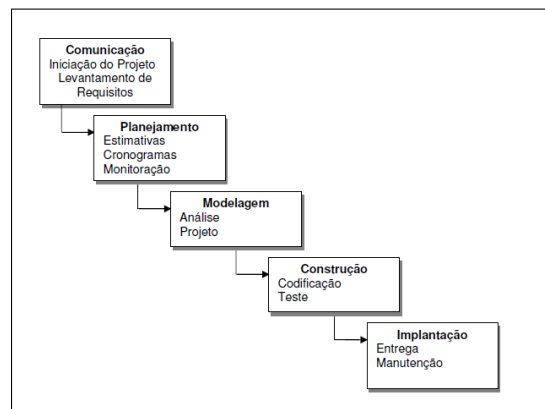 Comunicação
Iniciação do Projeto
Levantamento de
Requisitos
Planejamento
Estimativas
Cronogramas
Monitoração
Modelagem
Análise
Projeto
Construção
Codificação
Teste
Implantação
Entrega
Manutenção